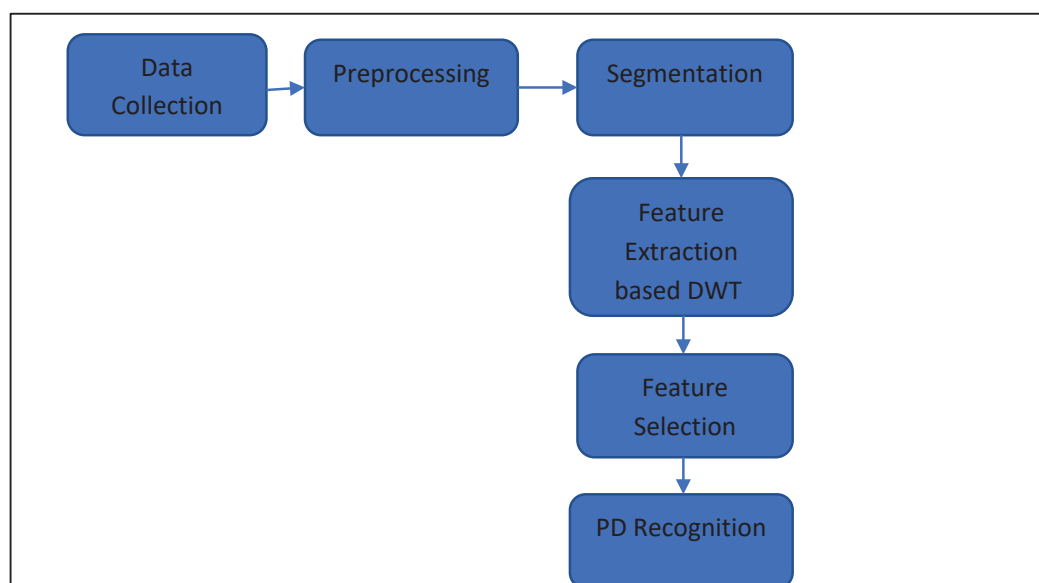 Data
Collection
Preprocessing
Segmentation
Feature
Extraction
based DWT
Feature
Selection
PD Recognition